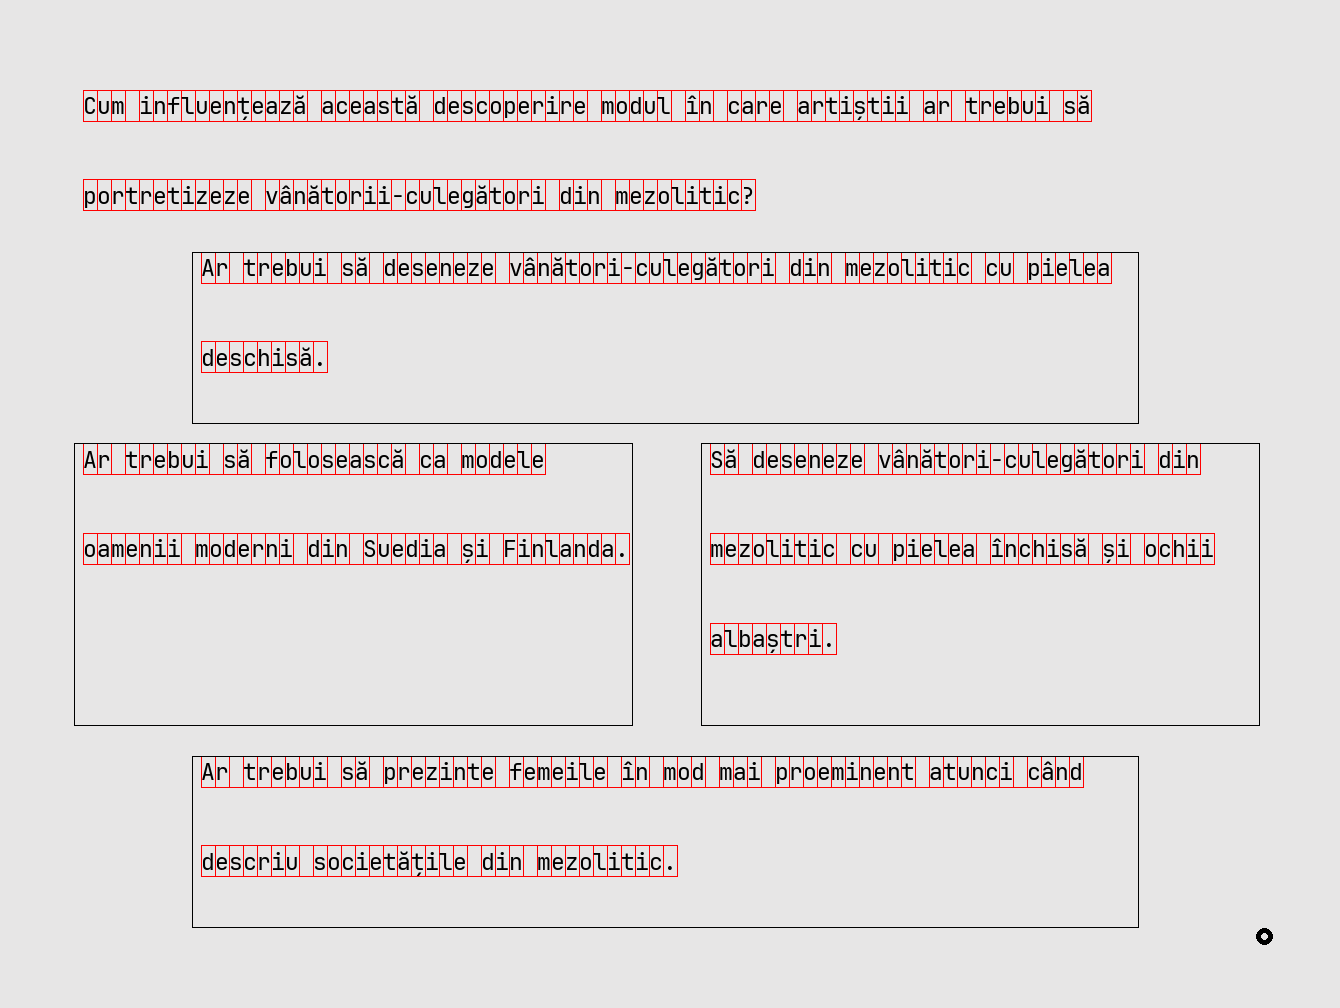 Cum influențează această descoperire modul în care artiștii ar trebui să
portretizeze vânătorii-culegători din mezolitic?
Ar trebui să deseneze vânători-culegători din mezolitic cu pielea
deschisă.
Ar trebui să folosească ca modele
oamenii moderni din Suedia și Finlanda.
Să deseneze vânători-culegători din
mezolitic cu pielea închisă și ochii
albaștri.
Ar trebui să prezinte femeile în mod mai proeminent atunci când
descriu societățile din mezolitic.